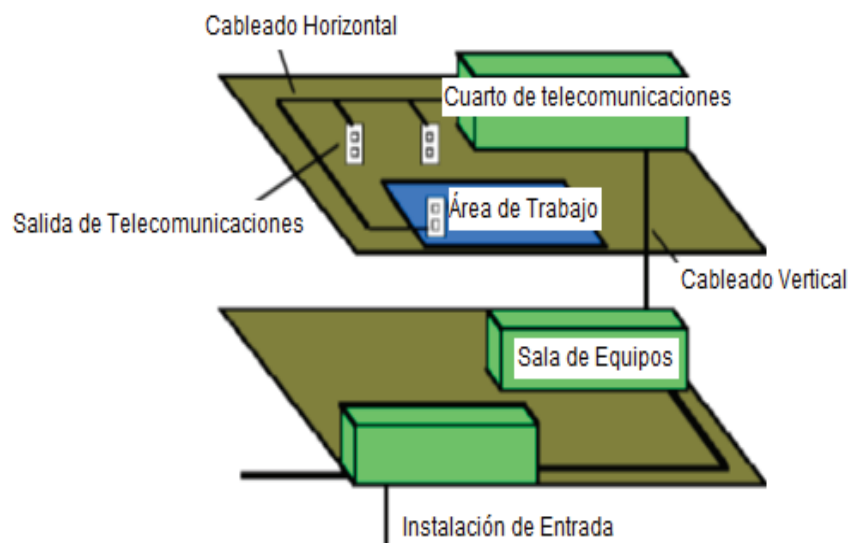 Cableado Horizontal
Cuarto de telecomunicaciones
Salida de Telecomunicaciones
Área de Trabajo
Cableado Vertical
Sala de Equipos
Instalación de Entrada